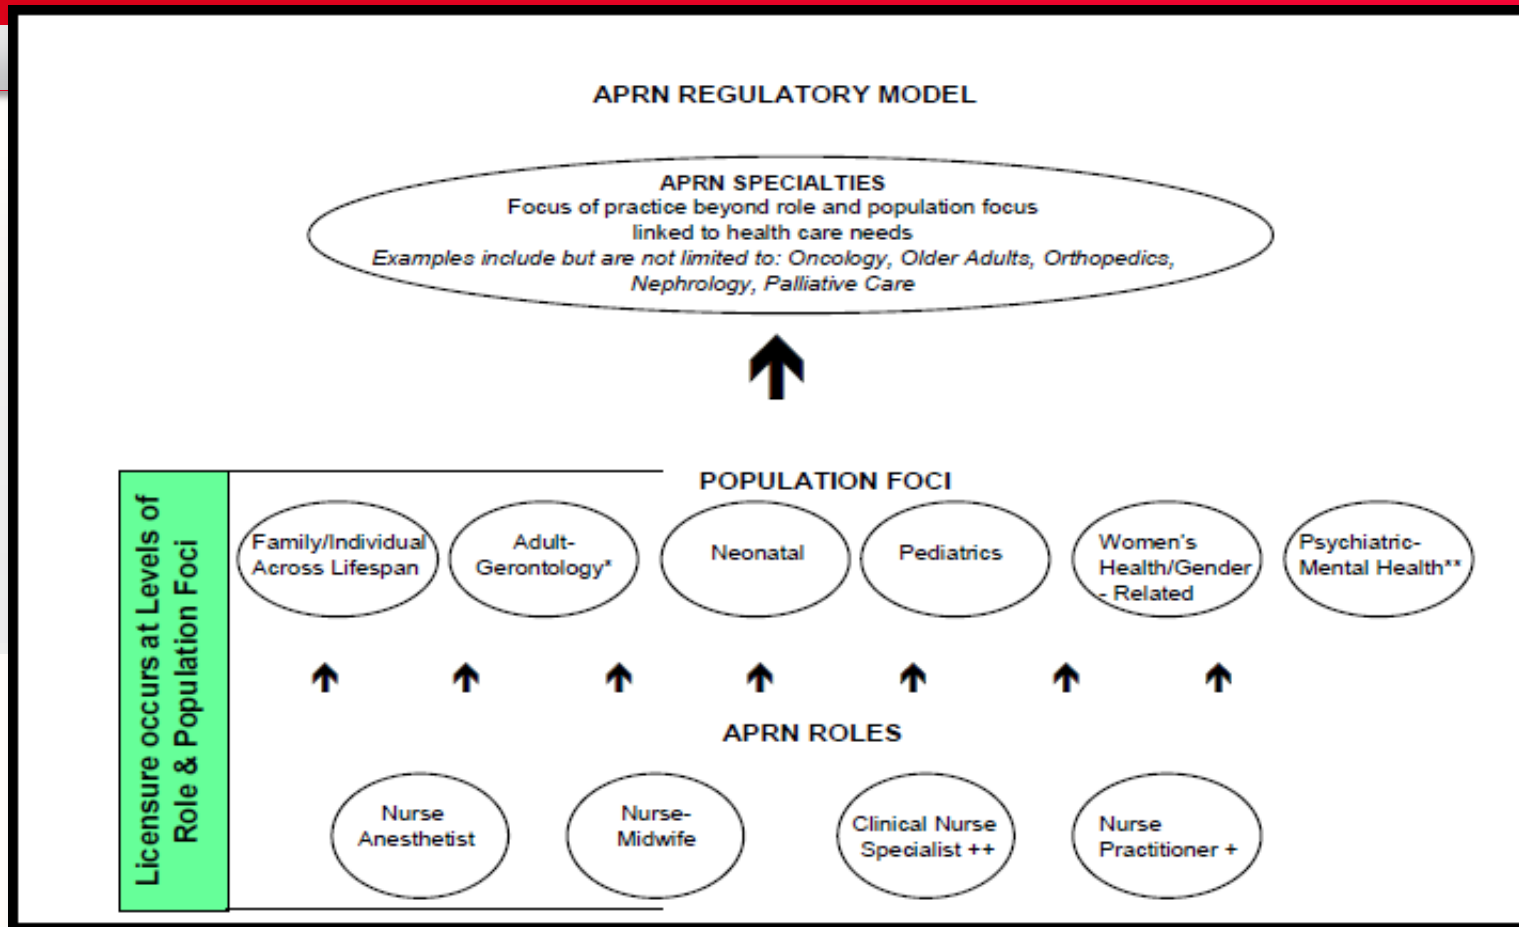 APRN REGULATORY MODEL
APRN SPECIALTIES
Focus of practice beyond role and population focus
linked to health care needs
Examples include but are not limited to: Oncology, Older Adults, Orthopedics,
Nephrology, Palliative Care
Licensure occurs at Levels of
Role & Population Foci
POPULATION FOCI
Family/Individual
Across Lifespan
Adult-
Gerontology*
Neonatal
Pediatrics
Women's
Health/Gender
- Related
Psychiatric-
Mental Health**
APRN ROLES
Nurse
Anesthetist
Nurse-
Midwife
Clinical Nurse
Specialist ++
Nurse
Practitioner +